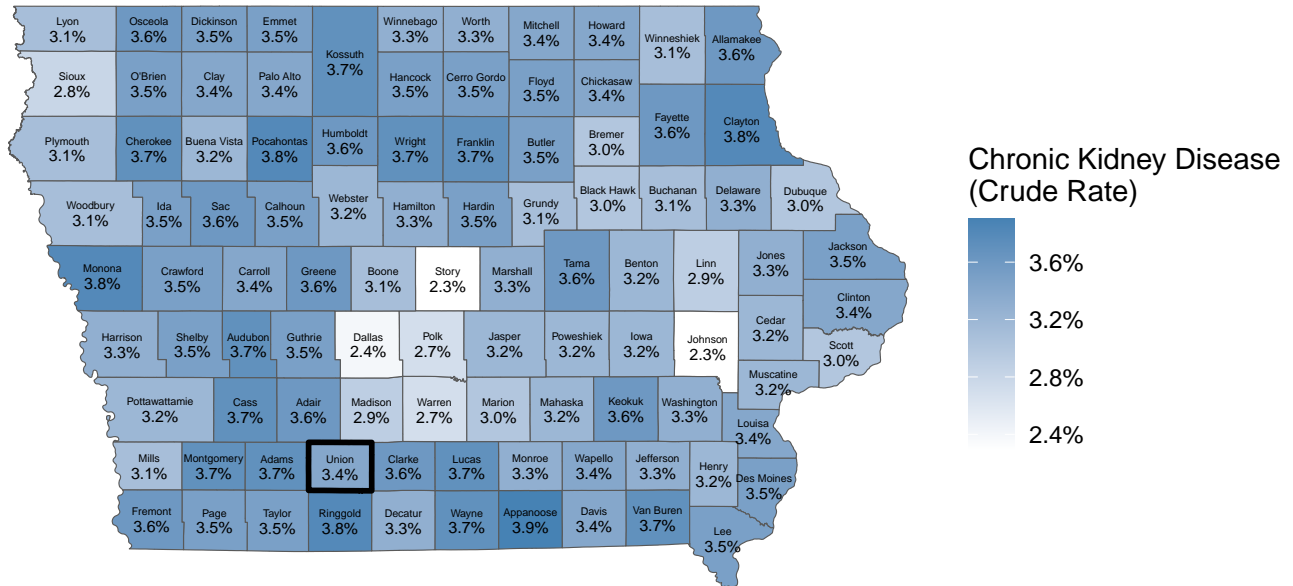 Lyon
3.1%
Osceola
3.6%
Dickinson
3.5%
Emmet
3.5%
Kossuth
3.7%
Winnebago
3.3%
Worth
3.3%
Mitchell
3.4%
Howard
3.4%
Winneshiek
3.1%
Allamakee
3.6%
Sioux
2.8%
O'Brien
3.5%
Clay
3.4%
Palo Alto
3.4%
Hancock
3.5%
Cerro Gordo
3.5%
Floyd
3.5%
Chickasaw
3.4%
Fayette
3.6%
Clayton
3.8%
Plymouth
3.1%
Cherokee
3.7%
Buena Vista
3.2%
Pocahontas
3.8%
Humboldt
3.6%
Wright
3.7%
Franklin
3.7%
Butler
3.5%
Bremer
3.0%
Woodbury
3.1%
Ida
3.5%
Sac
3.6%
Calhoun
3.5%
Webster
3.2%
Hamilton
3.3%
Hardin
3.5%
Grundy
3.1%
Black Hawk
3.0%
Buchanan
3.1%
Delaware
3.3%
Dubuque
3.0%
Monona
3.8%
Crawford
3.5%
Carroll
3.4%
Greene
3.6%
Boone
3.1%
Story
2.3%
Marshall
3.3%
Tama
3.6%
Benton
3.2%
Linn
2.9%
Jones
3.3%
Jackson
3.5%
Clinton
3.4%
Harrison
3.3%
Shelby
3.5%
Audubon
3.7%
Guthrie
3.5%
Dallas
2.4%
Polk
2.7%
Jasper
3.2%
Poweshiek
3.2%
Iowa
3.2%
Johnson
2.3%
Cedar
3.2%
Scott
3.0%
Muscatine
3.2%
Pottawattamie
3.2%
Cass
3.7%
Adair
3.6%
Madison
2.9%
Warren
2.7%
Marion
3.0%
Mahaska
3.2%
Keokuk
3.6%
Washington
3.3%
Louisa
3.4%
Mills
3.1%
Montgomery
3.7%
Adams
3.7%
Union
3.4%
Clarke
3.6%
Lucas
3.7%
Monroe
3.3%
Wapello
3.4%
Jefferson
3.3%
Henry
3.2%
Des Moines
3.5%
Fremont
3.6%
Page
3.5%
Taylor
3.5%
Ringgold
3.8%
Decatur
3.3%
Wayne
3.7%
Appanoose
3.9%
Davis
3.4%
Van Buren
3.7%
Lee
3.5%
Chronic Kidney Disease
(Crude Rate)
3.6%
3.2%
2.8%
2.4%